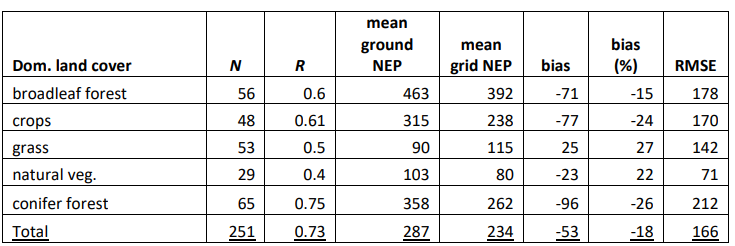 Dom. land cover N R mean ground NEP mean grid NEP bias bias (%) RMSE
broadleaf forest 56 0.6 463 392 -71 -15 178
crops 48 0.61 315 238 -77 -24 170
grass 53 0.5 90 115 25 27 142
natural veg. 29 0.4 103 80 -23 22 71
conifer forest 65 0.75 358 262 -96 -26 212
Total 251 0.73 287 234 -53 -18 166